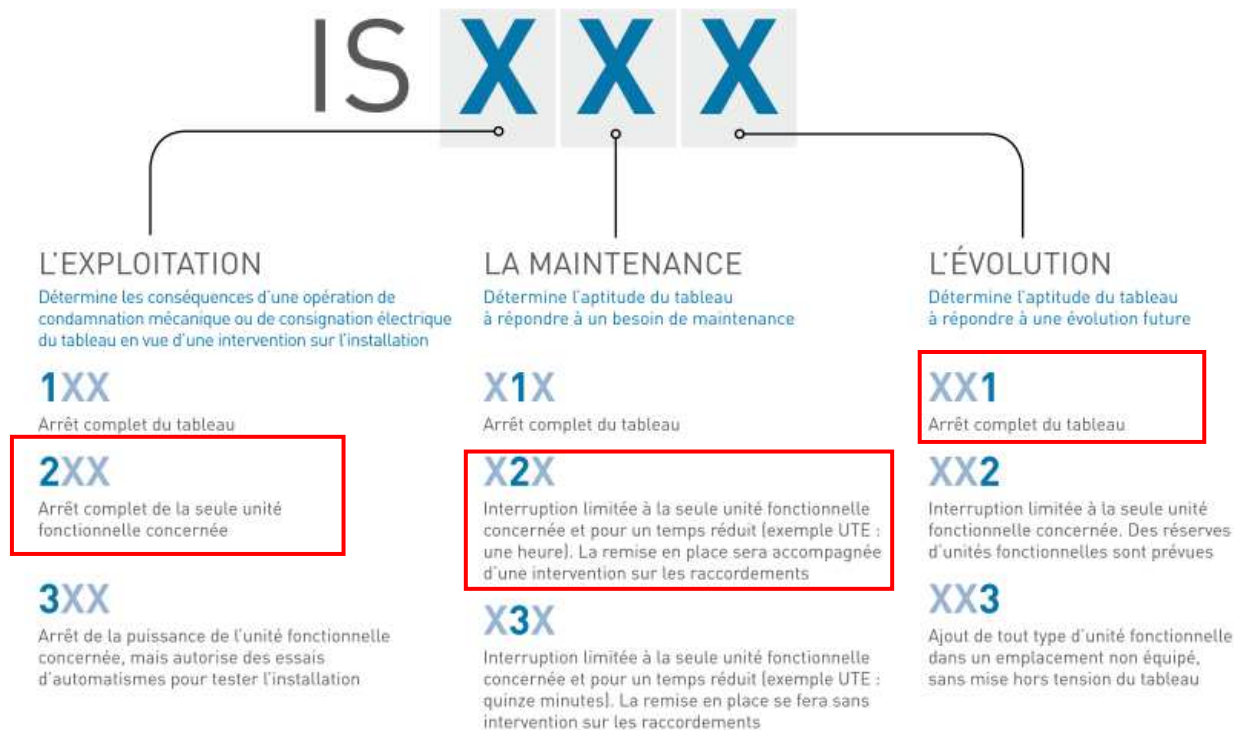 IS X X X
L'EXPLOITATION
Détermine les conséquences d'une opération de
condamnation mécanique ou de consignation électrique
du tableau en vue d'une intervention sur l'installation
1XX
Arrêt complet du tableau
2XX
Arrêt complet de la seule unité
fonctionnelle concernée
3XX
Arrêt de la puissance de l'unité fonctionnelle
concernée, mais autorise des essais
d'automatismes pour tester l'installation
LA MAINTENANCE
Détermine l'aptitude du tableau
à répondre à un besoin de maintenance
X1X
Arrêt complet du tableau
X2X
Interruption limitée à la seule unité fonctionnelle
concernée et pour un temps réduit (exemple UTE :
une heure). La remise en place sera accompagnée
d'une intervention sur les raccordements
X3X
Interruption limitée à la seule unité fonctionnelle
concernée et pour un temps réduit (exemple UTE :
quinze minutes). La remise en place se fera sans
intervention sur les raccordements
L'ÉVOLUTION
Détermine l'aptitude du tableau
à répondre à une évolution future
XX1
Arrêt complet du tableau
XX2
Interruption limitée à la seule unité
fonctionnelle concernée. Des réserves
d'unités fonctionnelles sont prévues
XX3
Ajout de tout type d'unité fonctionnelle
dans un emplacement non équipé,
sans mise hors tension du tableau